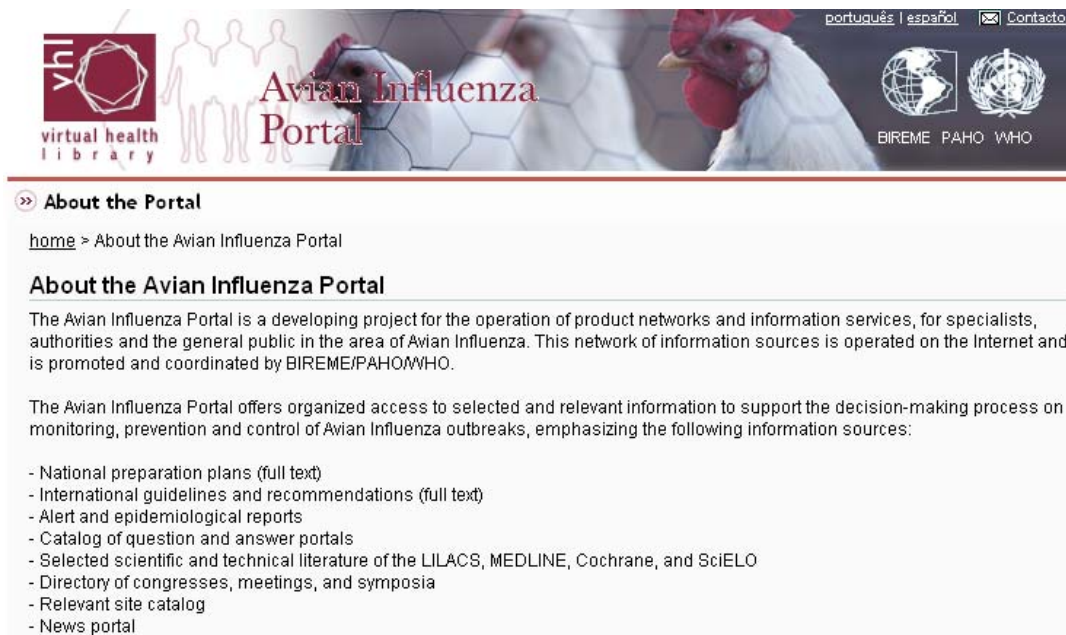 português | español Contacto
vhl
virtual health
library
Avian Influenza
Portal
BIREME PAHO WHO
About the Portal
home > About the Avian Influenza Portal
About the Avian Influenza Portal
The Avian Influenza Portal is a developing project for the operation of product networks and information services, for specialists,
authorities and the general public in the area of Avian Influenza. This network of information sources is operated on the Internet and
is promoted and coordinated by BIREME/PAHO/WHO.
The Avian Influenza Portal offers organized access to selected and relevant information to support the decision-making process on
monitoring, prevention and control of Avian Influenza outbreaks, emphasizing the following information sources:
- National preparation plans (full text)
- International guidelines and recommendations (full text)
- Alert and epidemiological reports
- Catalog of question and answer portals
- Selected scientific and technical literature of the LILACS, MEDLINE, Cochrane, and SciELO
- Directory of congresses, meetings, and symposia
- Relevant site catalog
- News portal